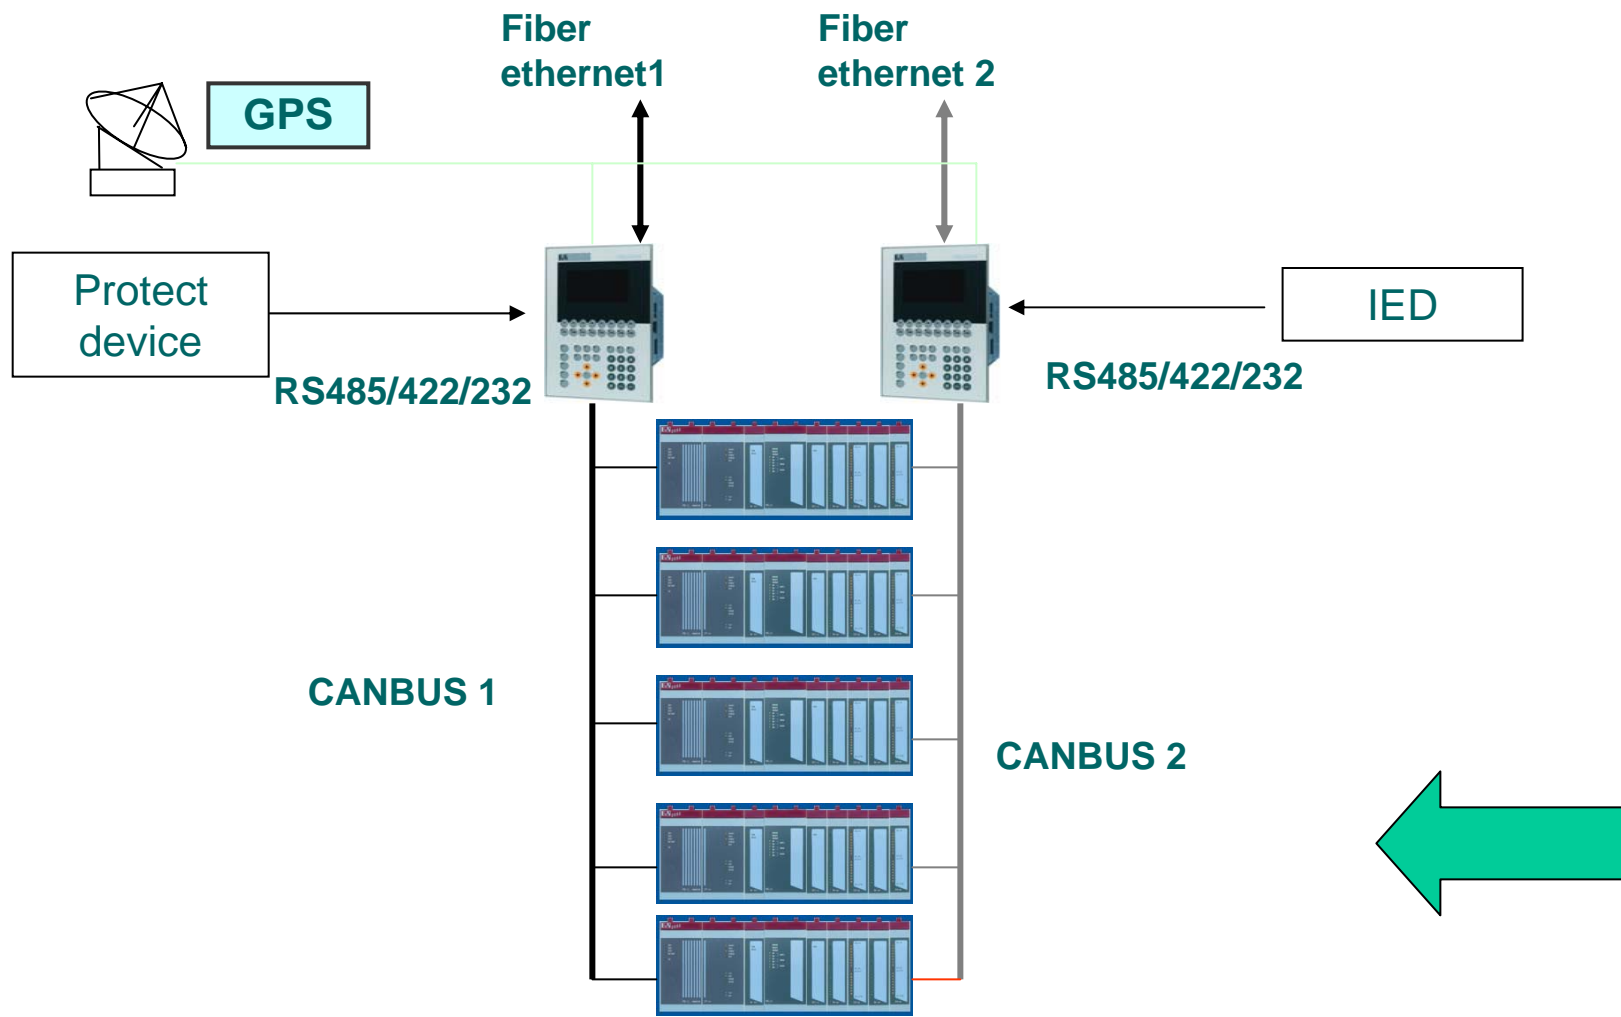 Fiber
ethernet1
Fiber
ethernet 2
GPS
Protect
device
IED
RS485/422/232
RS485/422/232
CANBUS 1
CANBUS 2